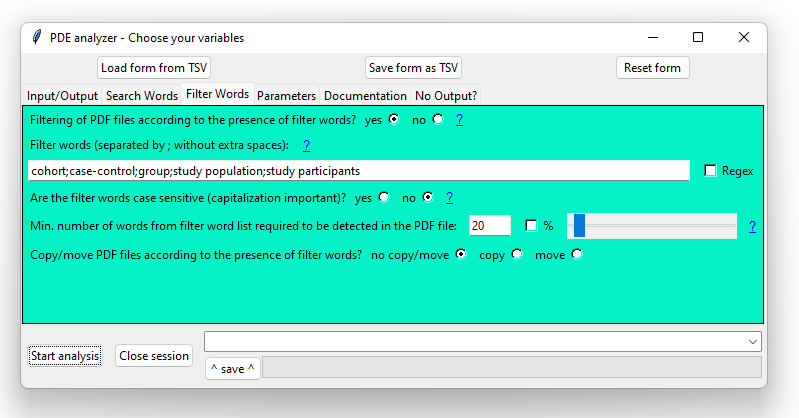 PDE analyzer - Choose your variables
Load form from TSV Save form as TSV Reset form
Input/Output Search Words Filter Words Parameters Documentation No Output?
Filtering of PDF files according to the presence of filter words? yes no ?
Filter words (separated by ; without extra spaces): ?
cohort;case-control;group;study population;study participants Regex
Are the filter words case sensitive (capitalization important)? yes no ?
Min. number of words from filter word list required to be detected in the PDF file: 20 % ?
Copy/move PDF files according to the presence of filter words? no copy/move copy move
Start analysis Close session
^ save ^